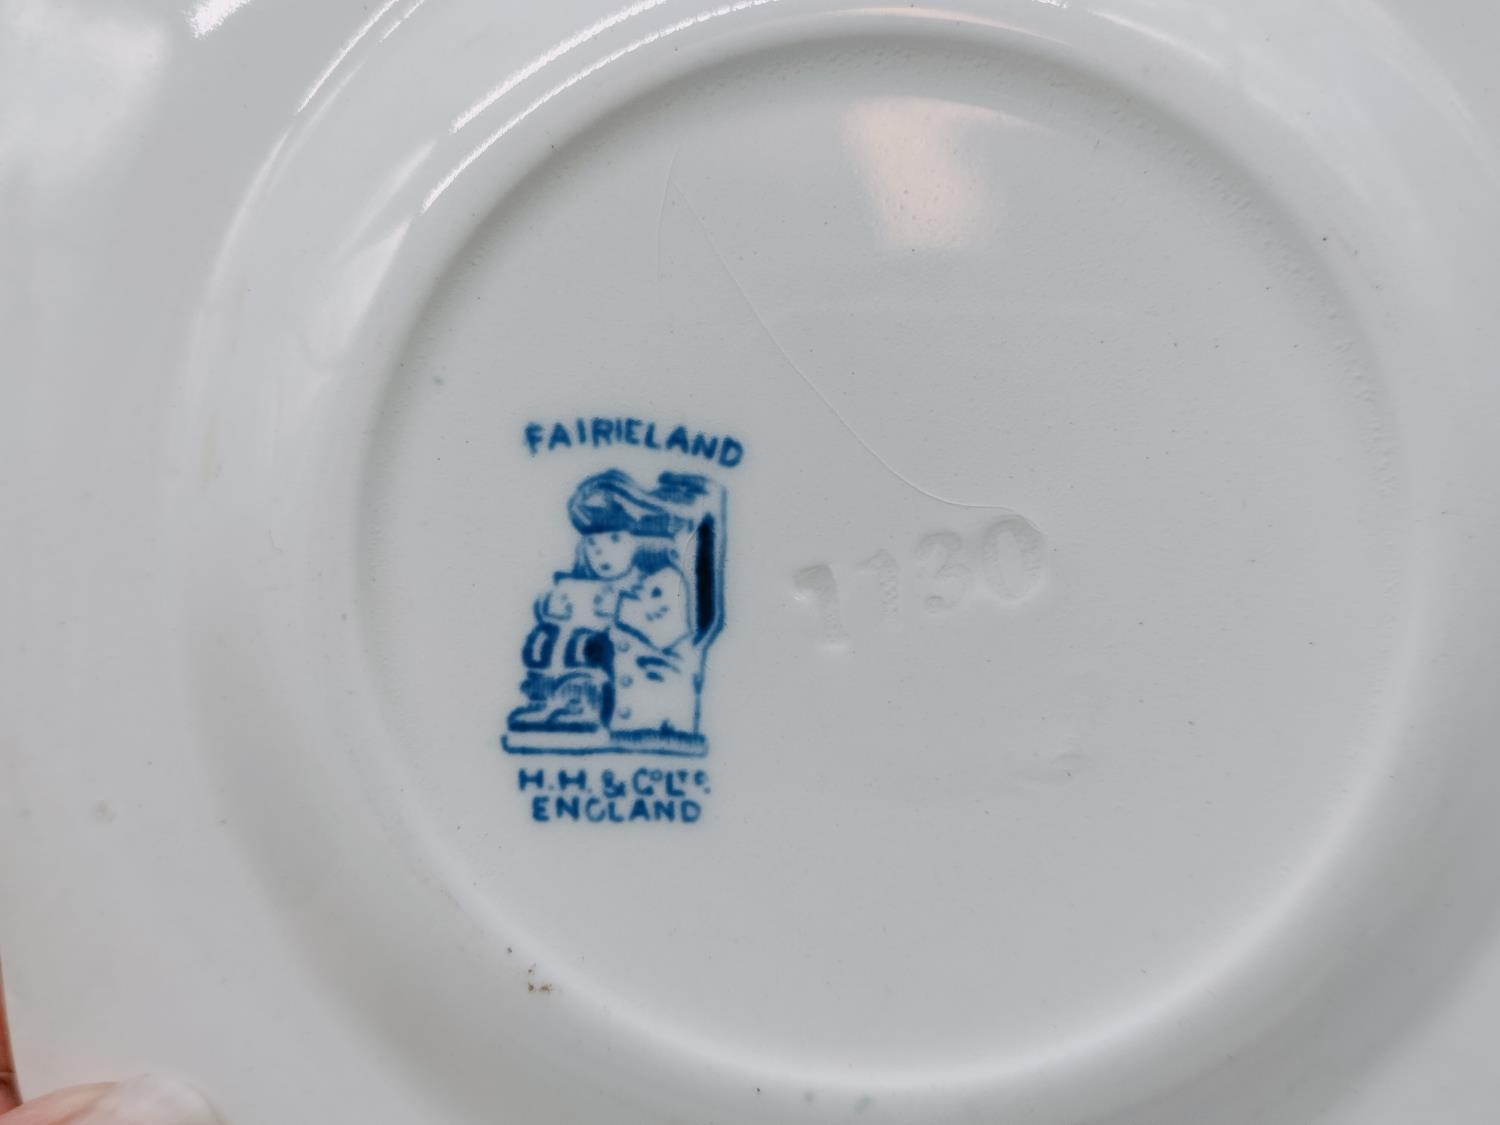 FAIRIELAND
H.H. & Co LTD.
ENGLAND
1130